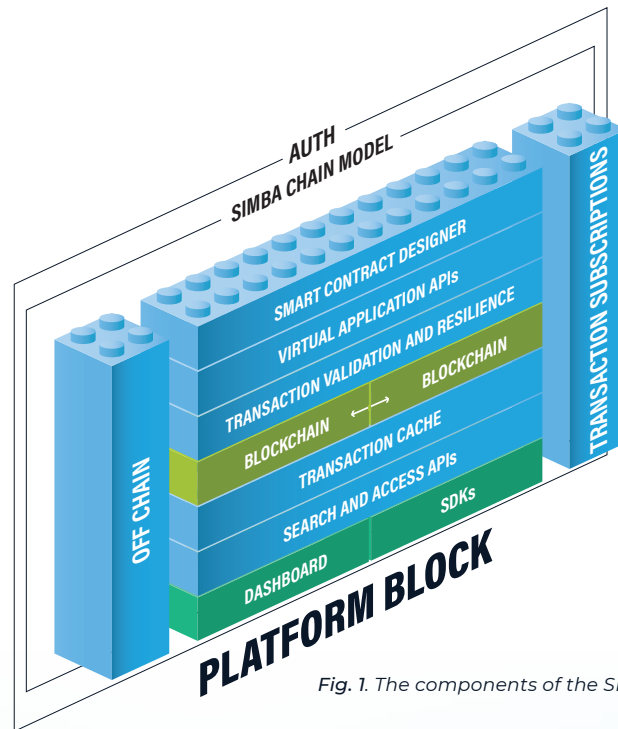 AUTH
SIMBA CHAIN MODEL
OFF CHAIN
SMART CONTRACT DESIGNER
VIRTUAL APPLICATION APIs
TRANSACTION VALIDATION AND RESILIENCE
BLOCKCHAIN
BLOCKCHAIN
TRANSACTION CACHE
SEARCH AND ACCESS APIs
DASHBOARD
SDKs
TRANSACTION SUBSCRIPTIONS
PLATFORM BLOCK
Fig. 1. The components of the